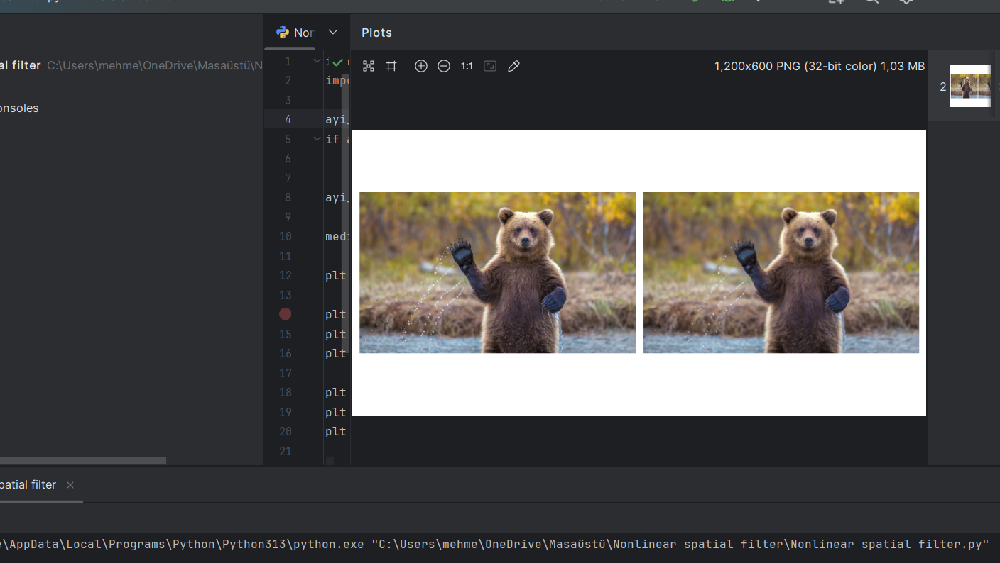 Non
Plots
al filter C:\Users\mehme\OneDrive\Masaüstü\N
onsoles
1:1
1,200x600 PNG (32-bit color) 1,03 MB
2
1
2 impo
3
4 ayi_
5 if a
6
7
8 ayi_
9
10 medi
11
12 plt.
13
plt.
15 plt.
16 plt.
17
18 plt.
19 plt.
20 plt.
21
patial filter
e\AppData\Local\Programs\Python\Python313\python.exe "C:\Users\mehme\OneDrive\Masaüstü\Nonlinear spatial filter\Nonlinear spatial filter.py"